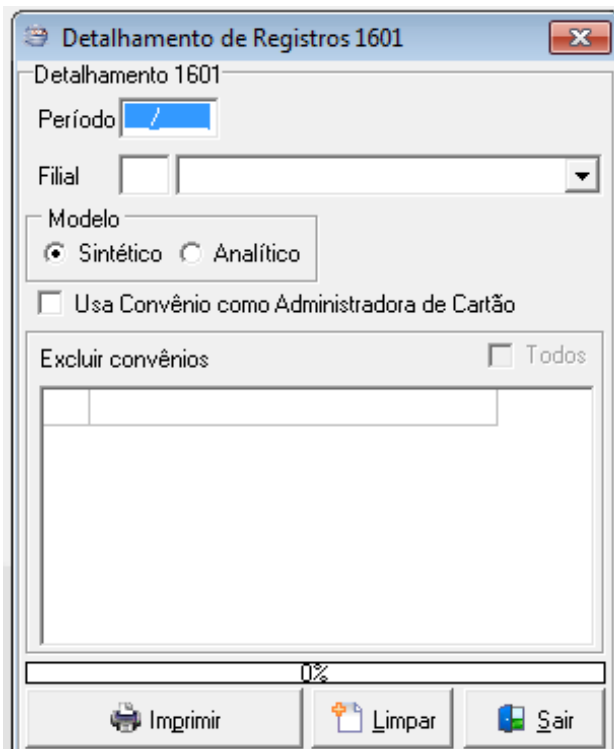 Detalhamento de Registros 1601
Detalhamento 1601
Período /
Filial
Modelo
Sintético Analítico
Usa Convênio como Administradora de Cartão
Excluir convênios Todos
0%
Imprimir Limpar Sair